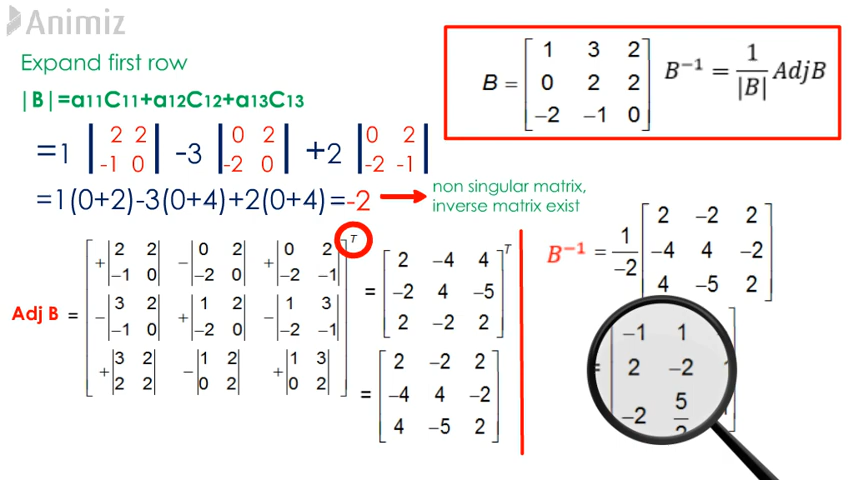 Animiz
Expand first row
|B|=a11C11+a12C12+a13C13
=1 |2 2; -1 0| -3 |0 2; -2 0| +2 |0 2; -2 -1|
=1(0+2)-3(0+4)+2(0+4)=-2
non singular matrix,
inverse matrix exist
B = [1 3 2; 0 2 2; −2 −1 0] B⁻¹ = 1/|B| AdjB
Adj B = [+|2 2; −1 0| −|0 2; −2 0| +|0 2; −2 −1|; −|3 2; −1 0| +|1 2; −2 0| −|1 3; −2 −1|; +|3 2; 2 2| −|1 2; 0 2| +|1 3; 0 2|]ᵀ
= [2 −4 4; −2 4 −5; 2 −2 2]ᵀ
= [2 −2 2; −4 4 −2; 4 −5 2]
B⁻¹ = 1/−2 [2 −2 2; −4 4 −2; 4 −5 2]
= [−1 1; 2 −2 1; −2 5/2]